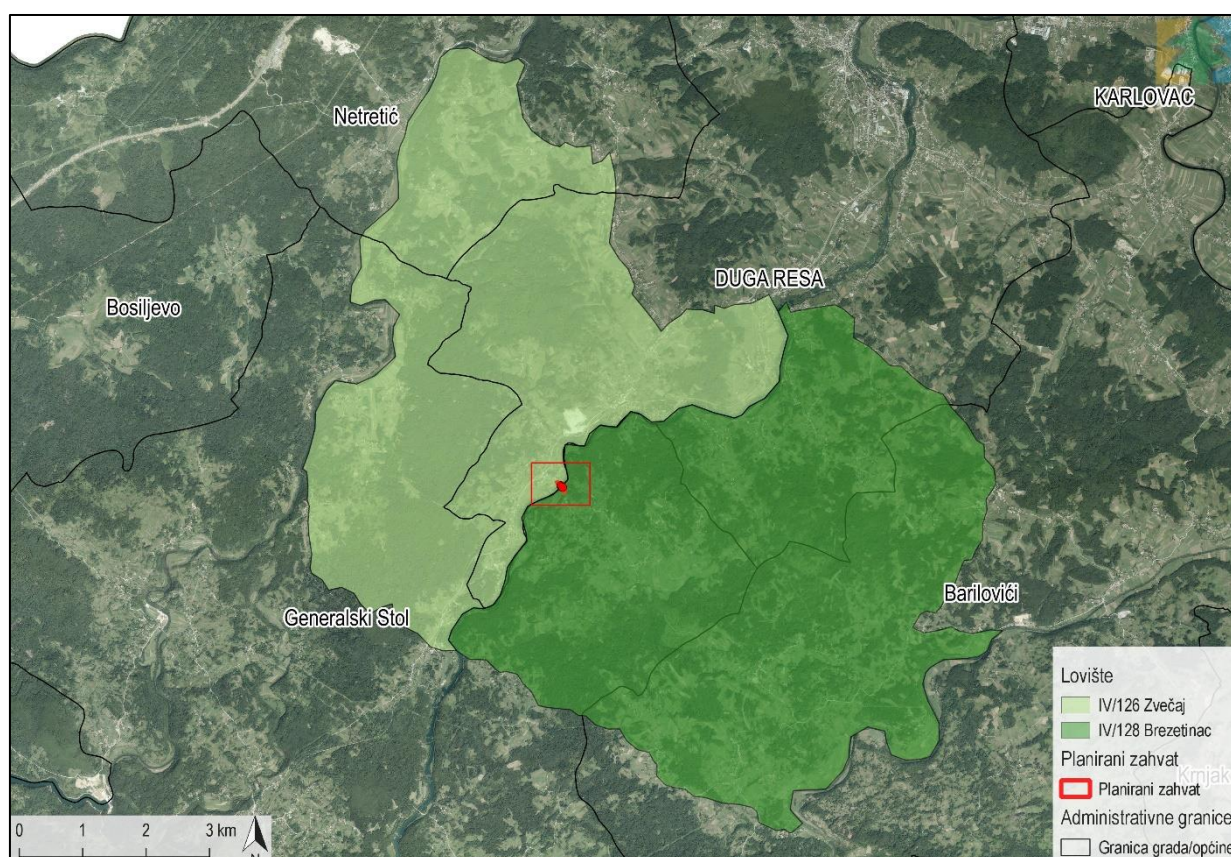 KARLOVAC
Netretić
DUGA RESA
Bosiljevo
Barilovići
Generalski Stol
Lovište
IV/126 Zvečaj
IV/128 Brezetinac
Planirani zahvat
Planirani zahvat
Krnjak
Administrativne granice
Granica grada/općine
0 1 2 3 km
N